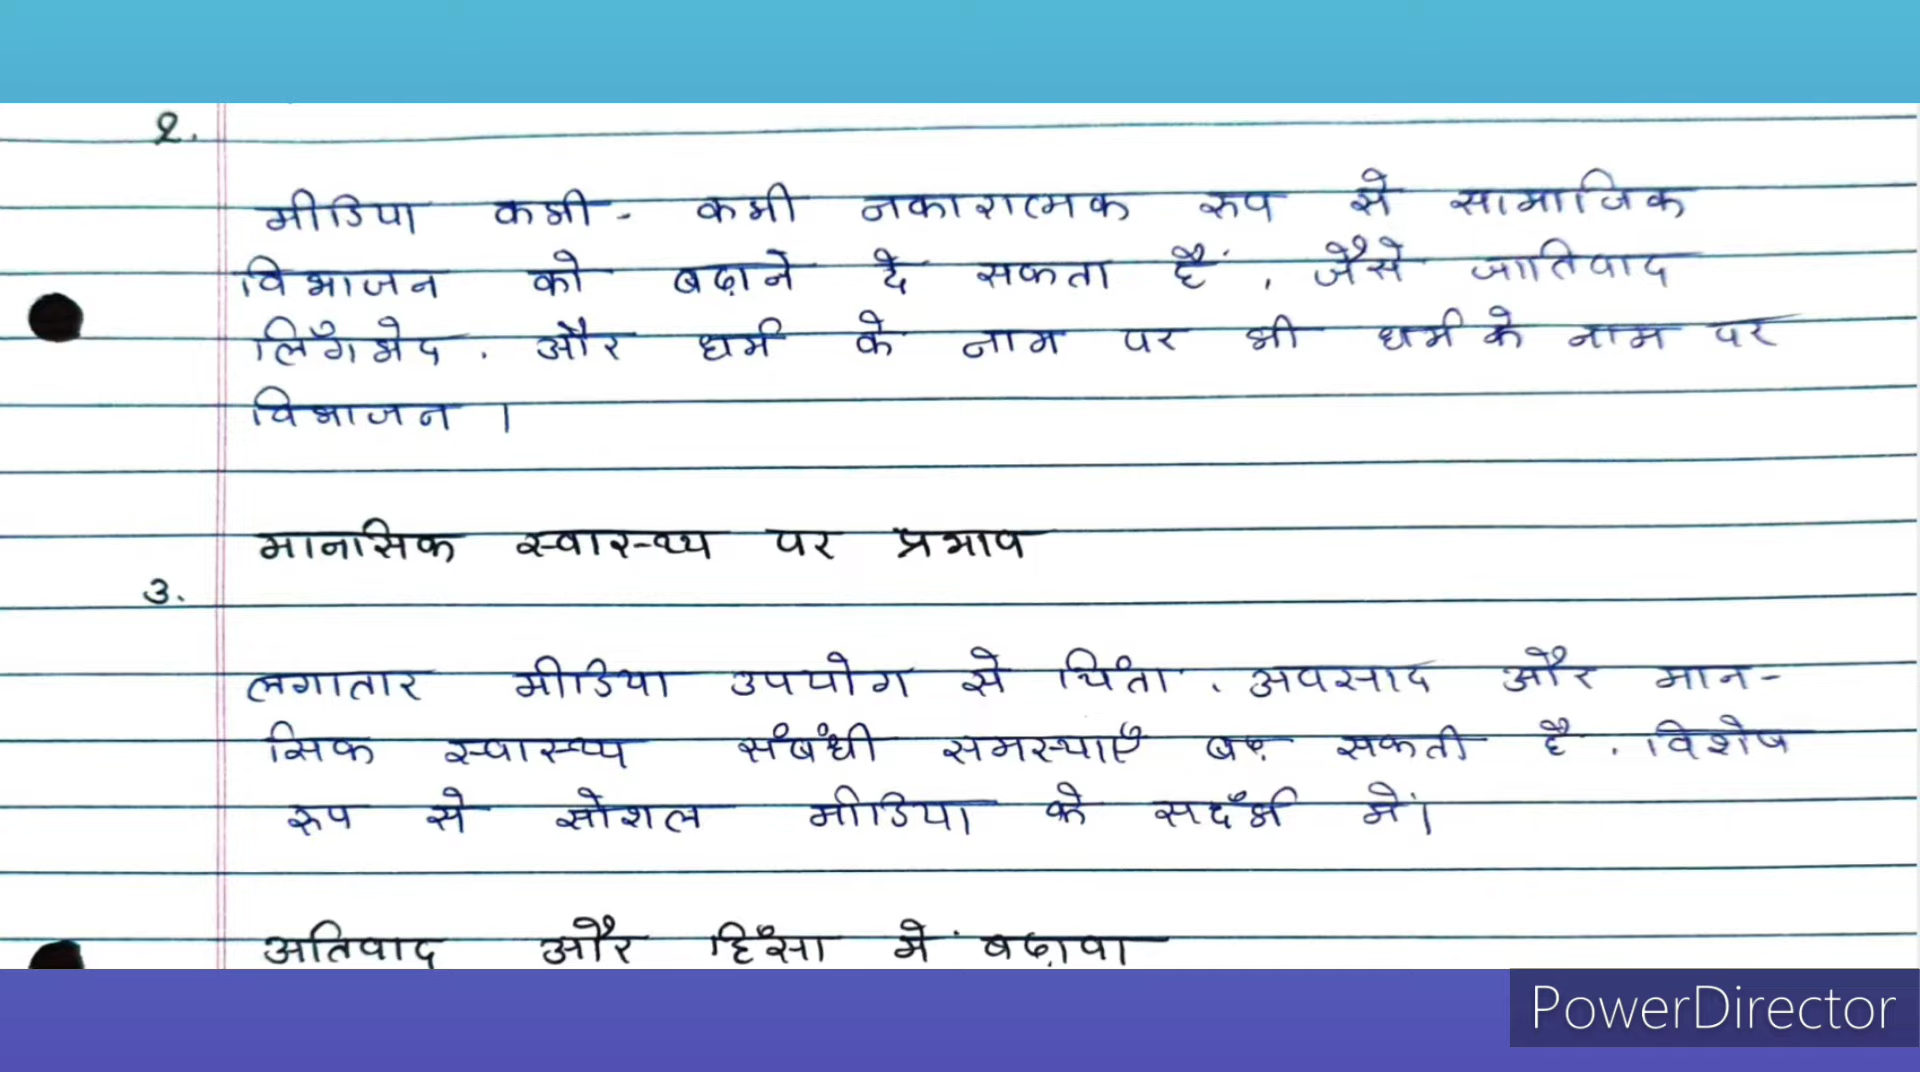 2.
मीडिया कभी- कभी नकारात्मक रूप से सामाजिक
विभाजन को बढ़ाने दे सकता हैं, जैसे जातिवाद
लिँगभेद, और धर्म के नाम पर भी धर्म के नाम पर
विभाजन ।
मानसिक स्वास्थ्य पर प्रभाव
3.
लगातार मीडिया उपयोग से चिंता, अवसाद और मान-
सिक स्वास्थ्य संबंधी समस्याएँ बढ़ सकती है, विशेष
रूप से सोशल मीडिया के सदँर्भ में।
अतिवाद और हिँसा में बढ़ावा
PowerDirector